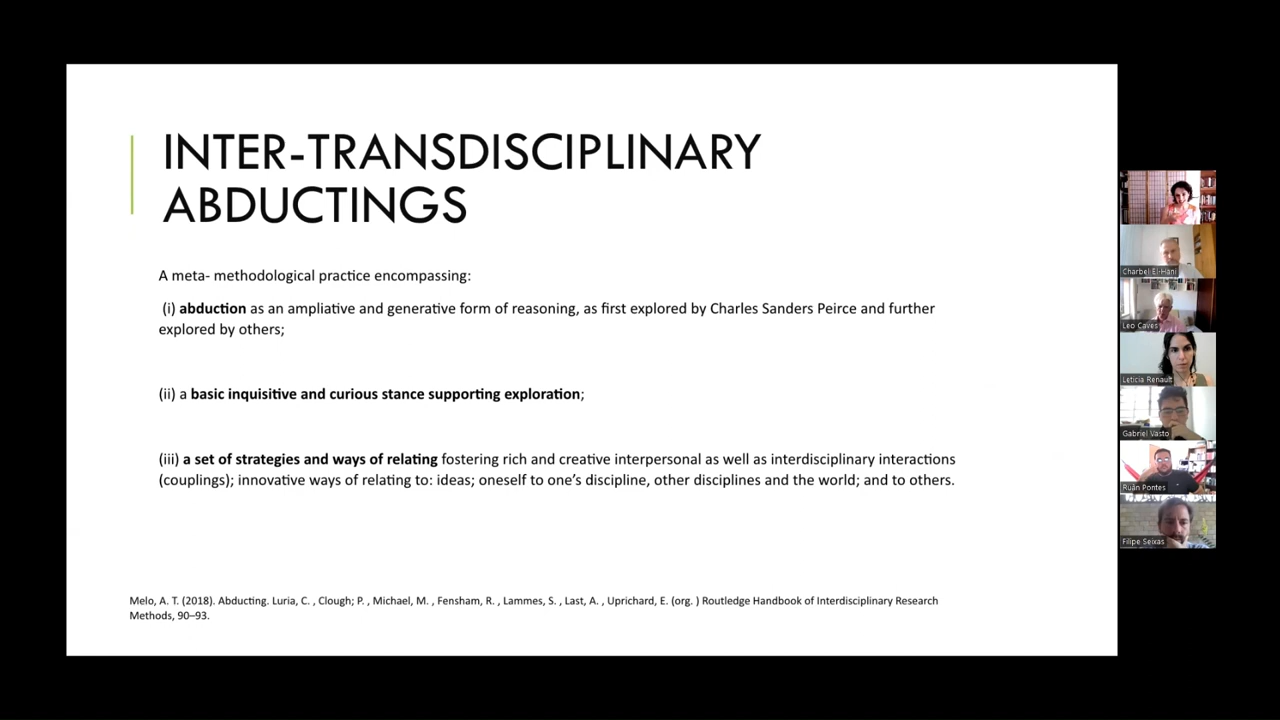 INTER-TRANSDISCIPLINARY
ABDUCTINGS
A meta- methodological practice encompassing:
(i) abduction as an ampliative and generative form of reasoning, as first explored by Charles Sanders Peirce and further
explored by others;
(ii) a basic inquisitive and curious stance supporting exploration;
(iii) a set of strategies and ways of relating fostering rich and creative interpersonal as well as interdisciplinary interactions
(couplings); innovative ways of relating to: ideas; oneself to one's discipline, other disciplines and the world; and to others.
Melo, A. T. (2018). Abducting. Luria, C. , Clough; P. , Michael, M. , Fensham, R. , Lammes, S. , Last, A. , Uprichard, E. (org. ) Routledge Handbook of Interdisciplinary Research
Methods, 90–93.
Charbel El-Hani
Leo Caves
Leticia Renault
Gabriel Vasto
Ruan Pontes
Filipe Seixas